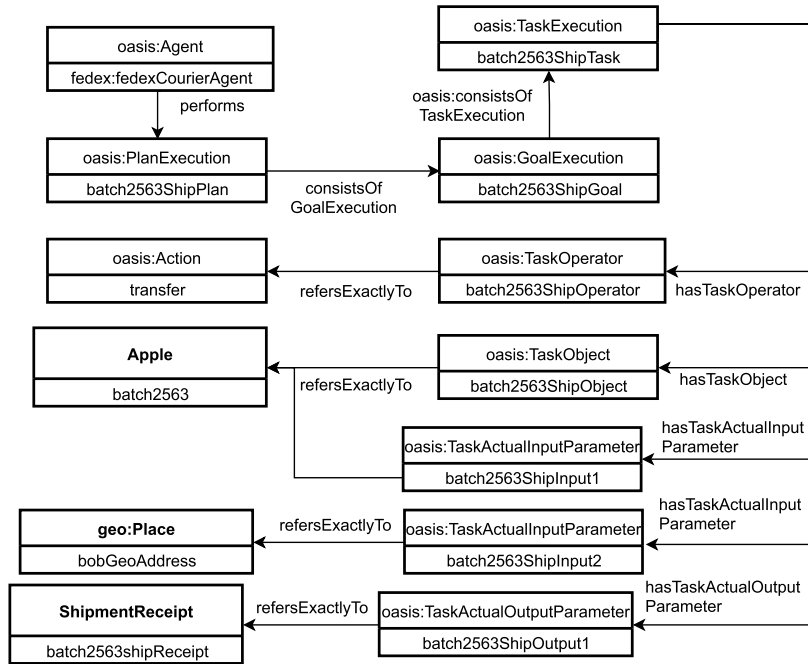 oasis:Agent
fedex:fedexCourierAgent
performs
oasis:TaskExecution
batch2563ShipTask
oasis:consistsOf
TaskExecution
oasis:PlanExecution
batch2563ShipPlan
consistsOf
GoalExecution
oasis:GoalExecution
batch2563ShipGoal
oasis:Action
transfer
refersExactlyTo
oasis:TaskOperator
batch2563ShipOperator
hasTaskOperator
Apple
batch2563
refersExactlyTo
oasis:TaskObject
batch2563ShipObject
hasTaskObject
oasis:TaskActualInputParameter
batch2563ShipInput1
hasTaskActualInput
Parameter
geo:Place
bobGeoAddress
refersExactlyTo
oasis:TaskActualInputParameter
batch2563ShipInput2
hasTaskActualInput
Parameter
ShipmentReceipt
batch2563shipReceipt
refersExactlyTo
oasis:TaskActualOutputParameter
batch2563ShipOutput1
hasTaskActualOutput
Parameter